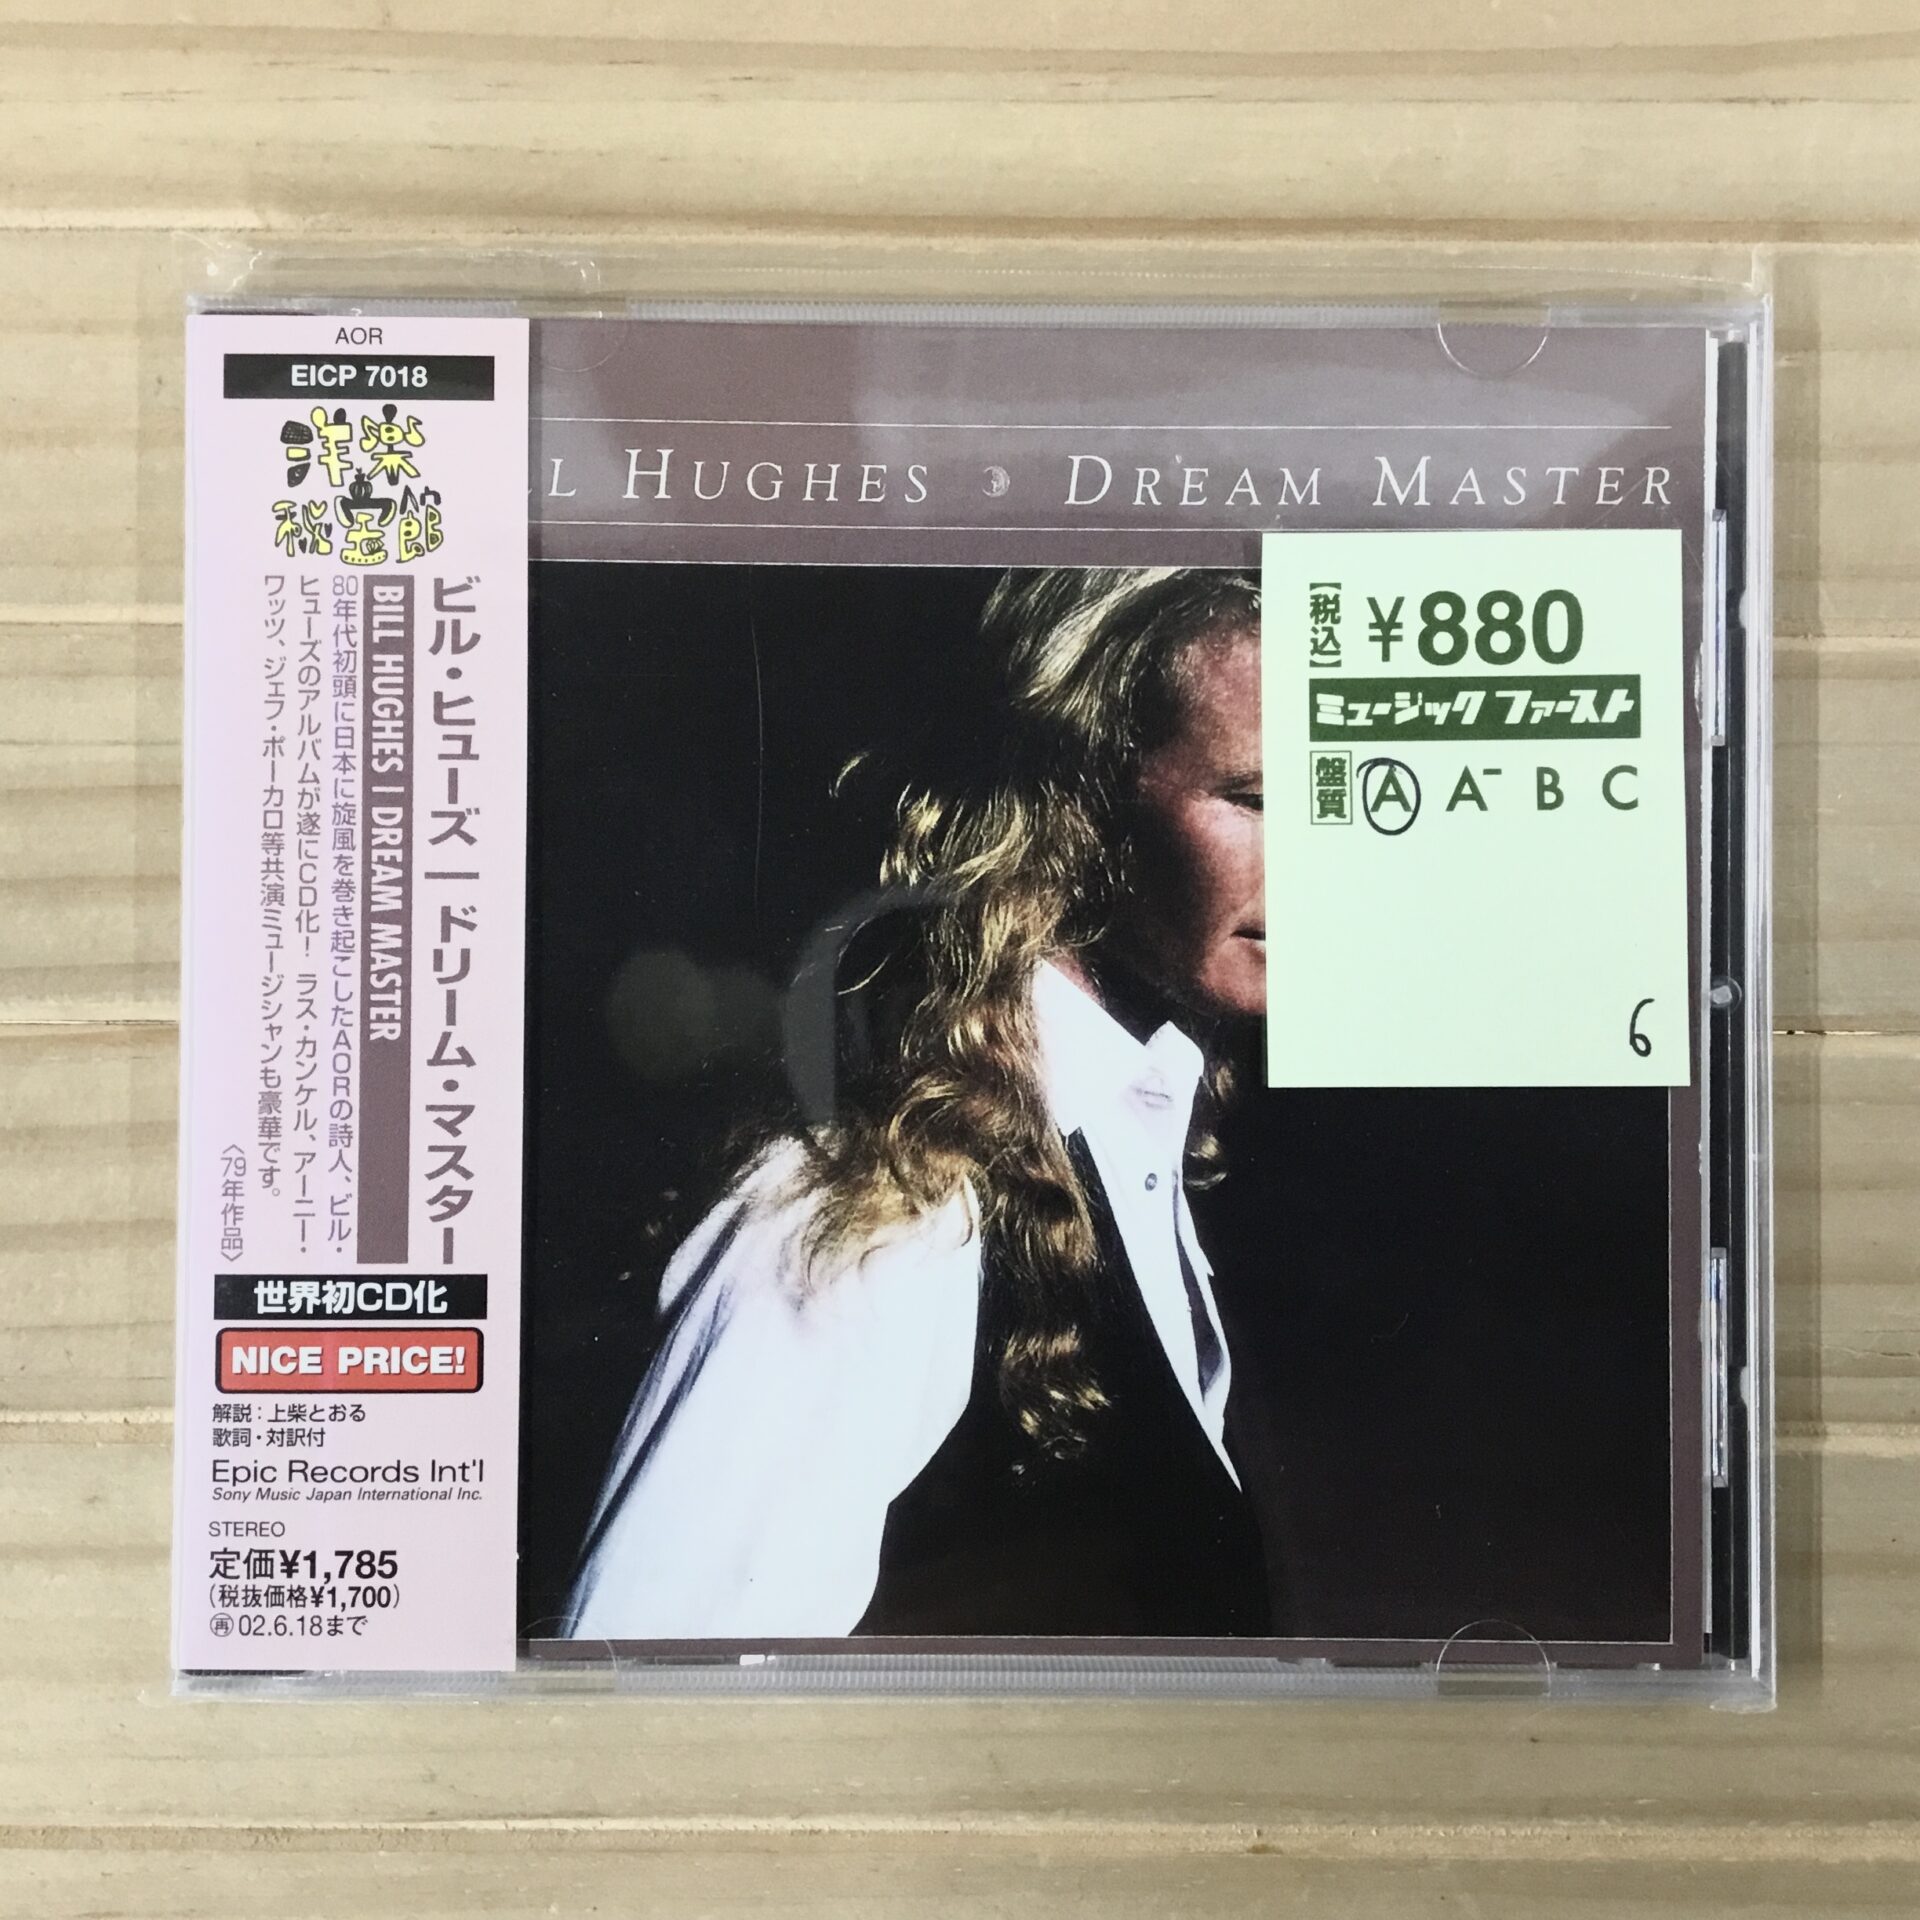 AOR
EICP 7018
洋楽
秘宝館
ビル・ヒューズ|ドリーム・マスター
BILL HUGHES | DREAM MASTER
80年代初頭に日本に旋風を巻き起こしたAORの詩人、ビル・
ヒューズのアルバムが遂にCD化! ラス・カンケル、アーニー・
ワッツ、ジェフ・ポーカロ等共演ミュージシャンも豪華です。
〈79年作品〉
世界初CD化
NICE PRICE!
解説:上柴とおる
歌詞・対訳付
Epic Records Int'l
Sony Music Japan International Inc.
STEREO
定価¥1,785
(税抜価格¥1,700)
再02.6.18まで
LL HUGHES DREAM MASTER
【税込】¥880
ミュージック ファースト
盤質 A A- B C
6